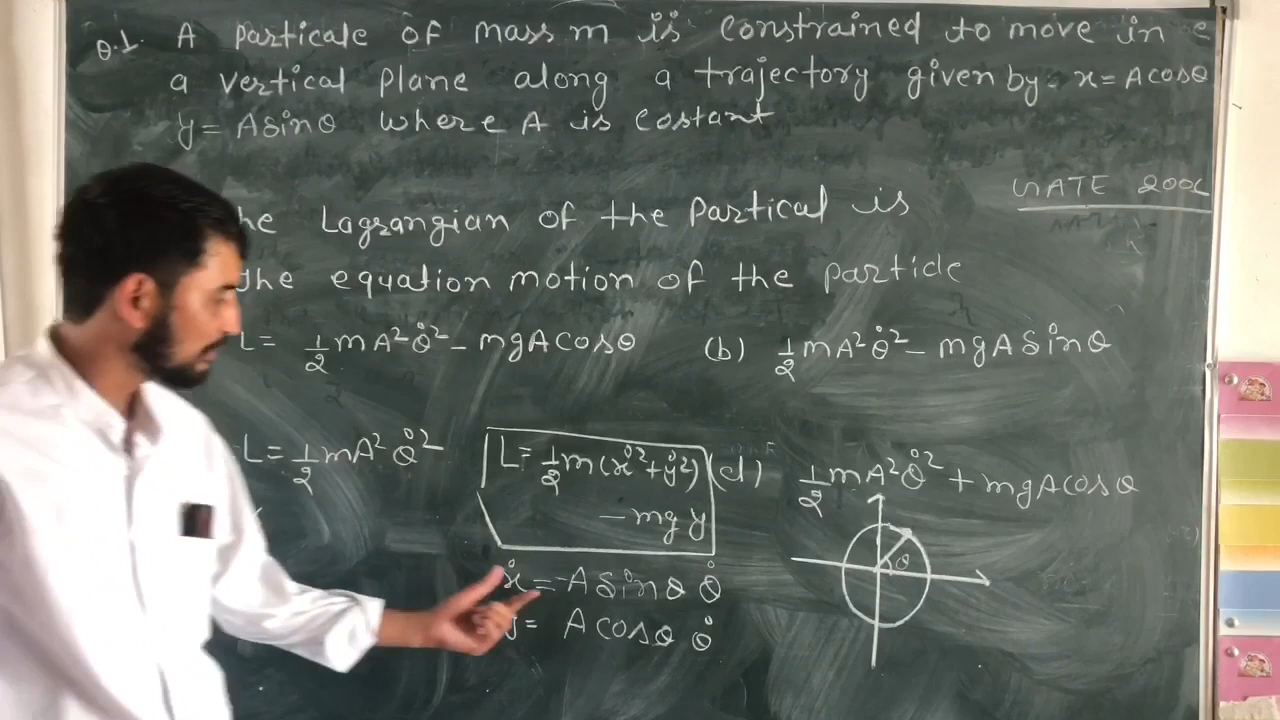 Q.1. A particale of mass m is constrained to move in
a vertical plane along a trajectory given by x = A cosθ
y = A sinθ where A is costant
GATE 200
he Lagrangian of the partical is
the equation motion of the particle
L = 1/2 mA²θ̇² - mgA cosθ (b) 1/2 mA²θ̇² - mgA sinθ
L = 1/2 mA²θ̇² (d) 1/2 mA²θ̇² + mgA cosθ
L = 1/2 m(ẋ² + ẏ²)
- mg y
ẋ = -A sinθ θ̇
= A cosθ θ̇
θ